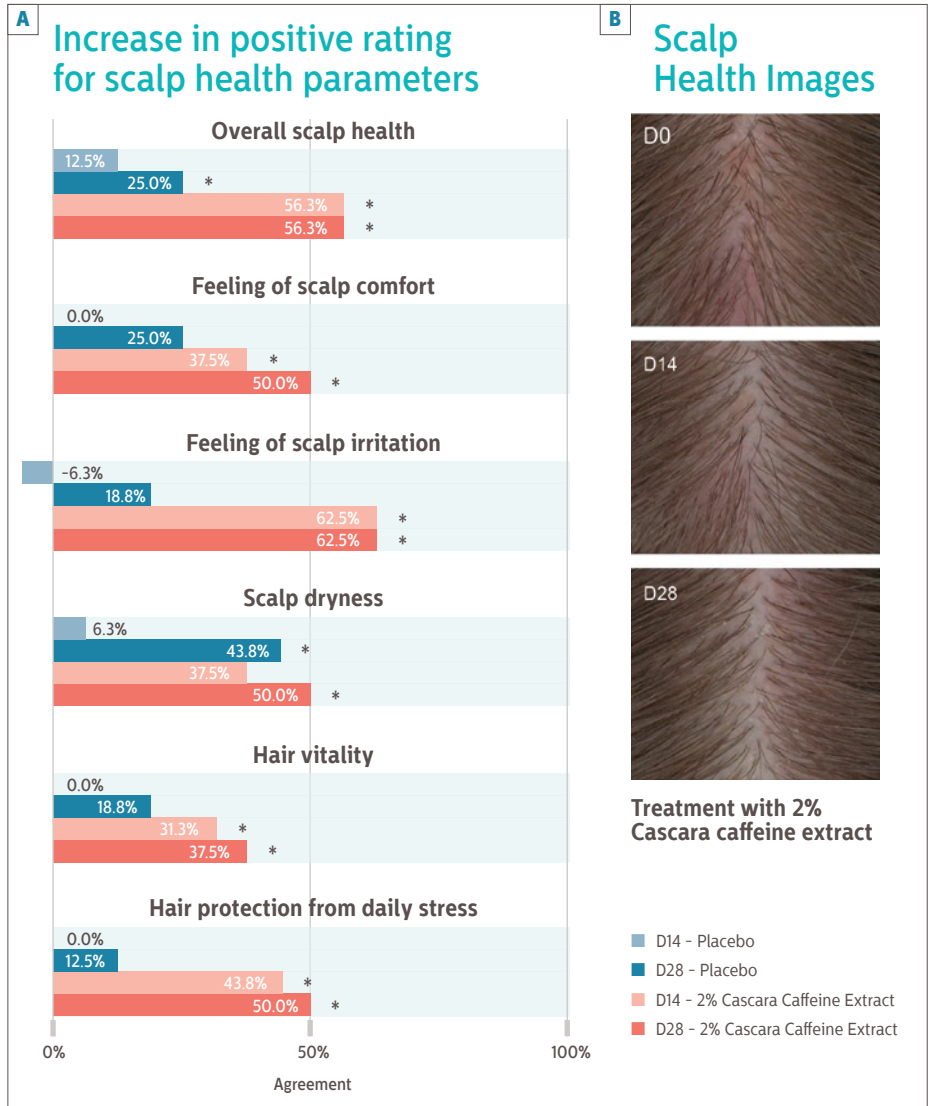 A
Increase in positive rating
for scalp health parameters
Overall scalp health
12.5%
25.0% *
56.3% *
56.3% *
Feeling of scalp comfort
0.0%
25.0%
37.5% *
50.0% *
Feeling of scalp irritation
-6.3%
18.8%
62.5% *
62.5% *
Scalp dryness
6.3%
43.8% *
37.5%
50.0% *
Hair vitality
0.0%
18.8%
31.3% *
37.5% *
Hair protection from daily stress
0.0%
12.5%
43.8% *
50.0% *
0% 50% 100%
Agreement
B
Scalp
Health Images
D0
D14
D28
Treatment with 2%
Cascara caffeine extract
D14 - Placebo
D28 - Placebo
D14 - 2% Cascara Caffeine Extract
D28 - 2% Cascara Caffeine Extract